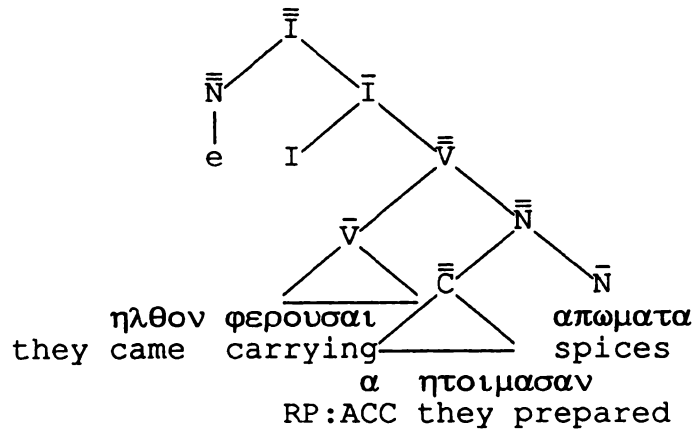 I̿
N̿ I̅
e I V̿
V̅ N̿
C̿ N̅
ηλθον φερουσαι απωματα
they came carrying spices
α ητοιμασαν
RP:ACC they prepared